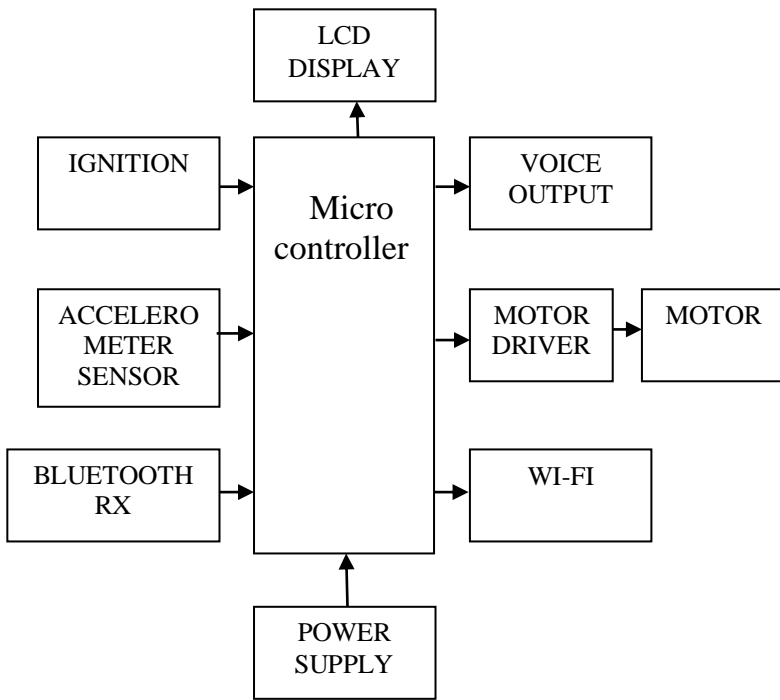 LCD
DISPLAY
IGNITION
Micro
controller
VOICE
OUTPUT
ACCELERO
METER
SENSOR
MOTOR
DRIVER
MOTOR
BLUETOOTH
RX
WI-FI
POWER
SUPPLY